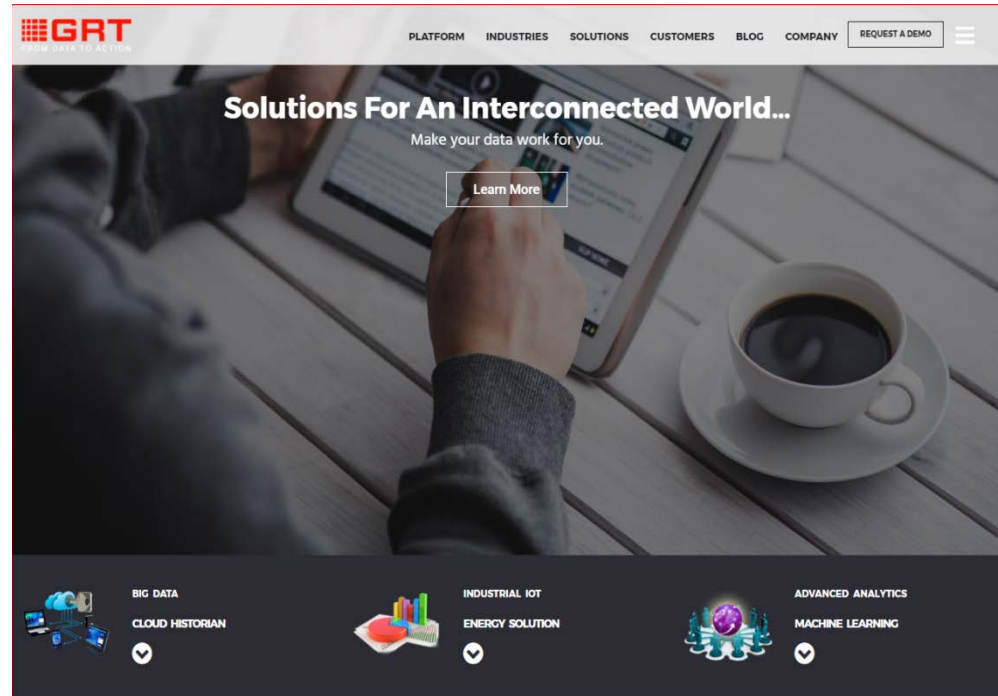 GRT
FROM DATA TO ACTION
PLATFORM INDUSTRIES SOLUTIONS CUSTOMERS BLOG COMPANY REQUEST A DEMO
Solutions For An Interconnected World...
Make your data work for you.
Learn More
BIG DATA
CLOUD HISTORIAN
INDUSTRIAL IOT
ENERGY SOLUTION
ADVANCED ANALYTICS
MACHINE LEARNING